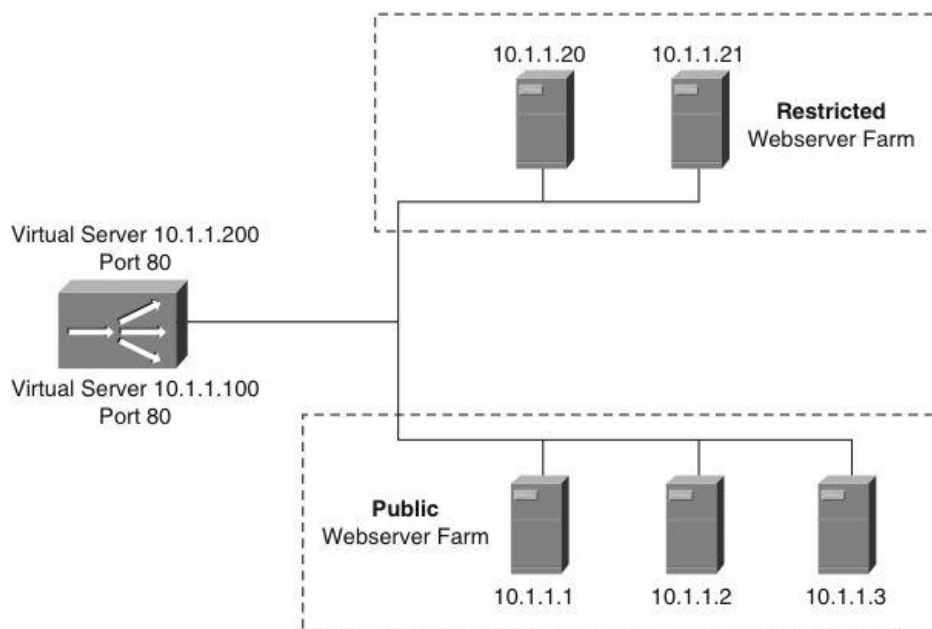 10.1.1.20
10.1.1.21
Restricted
Webserver Farm
Virtual Server 10.1.1.200
Port 80
Virtual Server 10.1.1.100
Port 80
Public
Webserver Farm
10.1.1.1
10.1.1.2
10.1.1.3